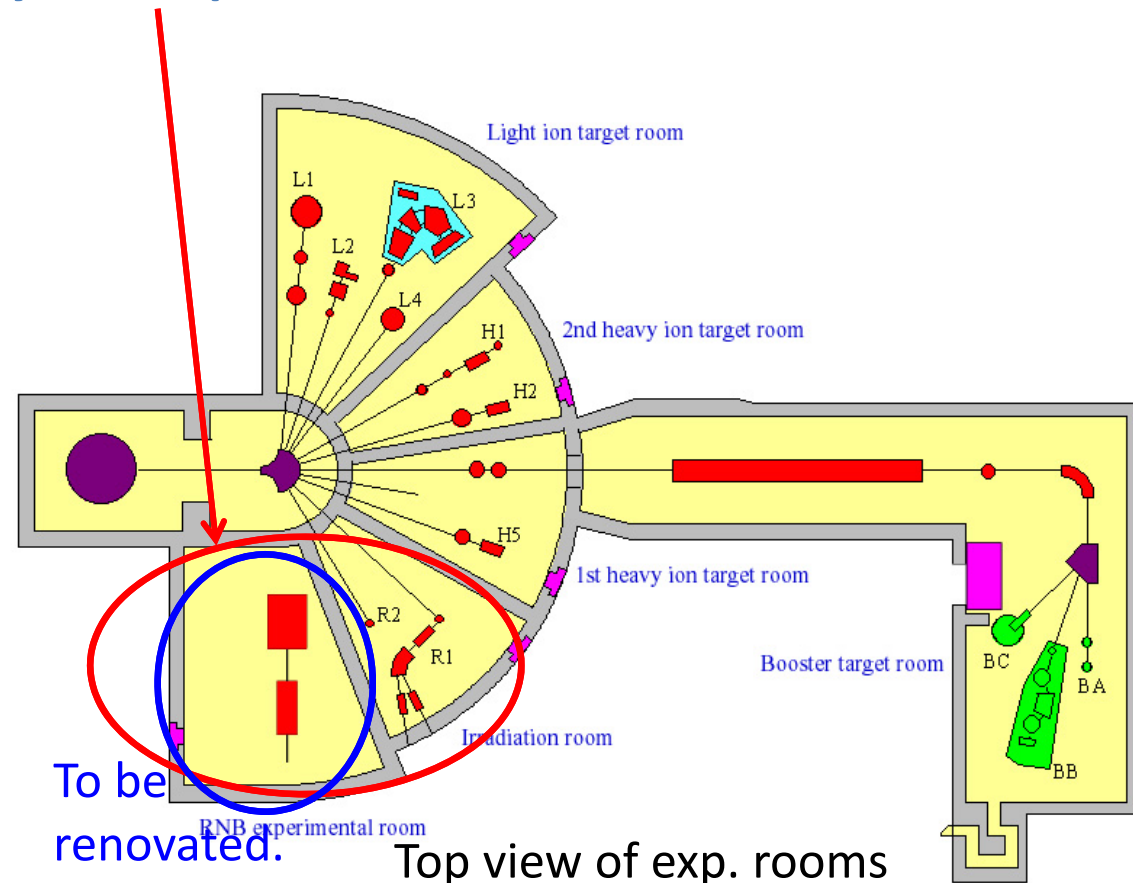 Light ion target room
L1
L3
L2
L4
2nd heavy ion target room
H1
H2
H5
1st heavy ion target room
R2
R1
Booster target room
BC
BA
Irradiation room
BB
To be
renovated.
RNB experimental room
Top view of exp. rooms